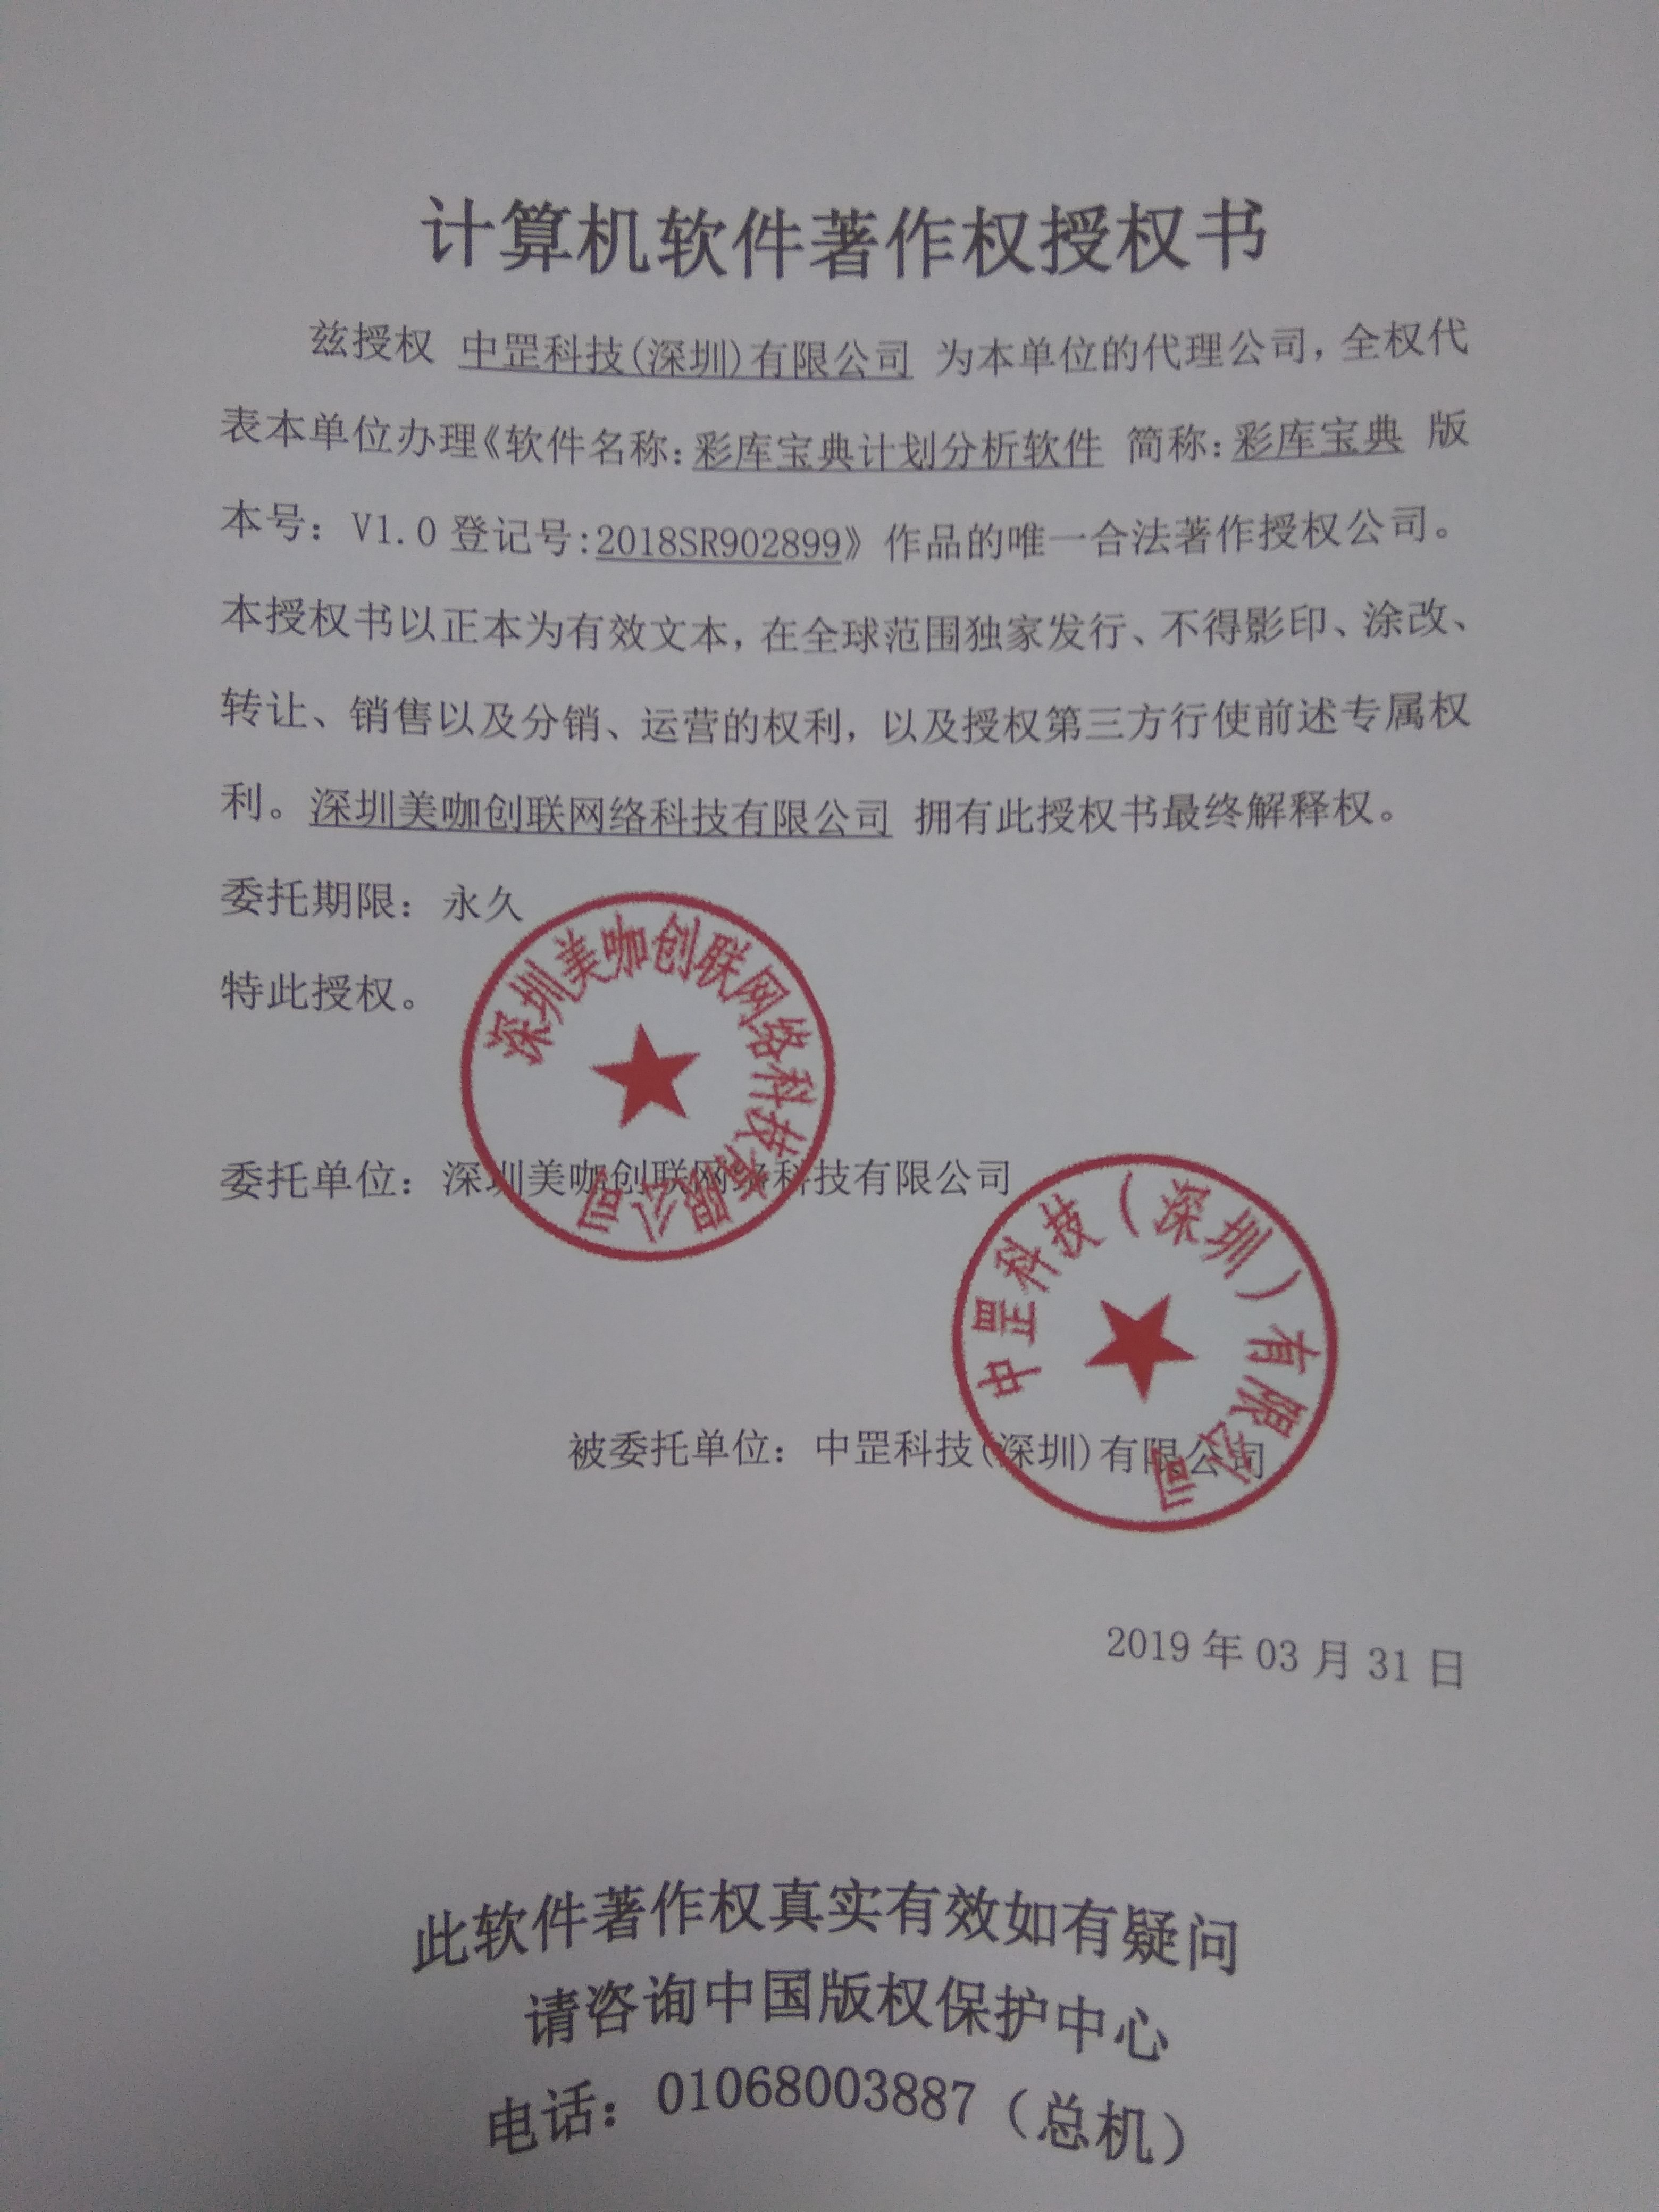 计算机软件著作权授权书
兹授权 中罡科技(深圳)有限公司 为本单位的代理公司，全权代
表本单位办理《软件名称：彩库宝典计划分析软件 简称：彩库宝典 版
本号：V1.0 登记号:2018SR902899》作品的唯一合法著作授权公司。
本授权书以正本为有效文本，在全球范围独家发行、不得影印、涂改、
转让、销售以及分销、运营的权利，以及授权第三方行使前述专属权
利。深圳美咖创联网络科技有限公司 拥有此授权书最终解释权。
委托期限：永久
特此授权。
深圳美咖创联网络科技有限公司
委托单位：深圳美咖创联网络科技有限公司
中罡科技（深圳）有限公司
被委托单位：中罡科技(深圳)有限公司
2019年03月31日
此软件著作权真实有效如有疑问
请咨询中国版权保护中心
电话：01068003887（总机）